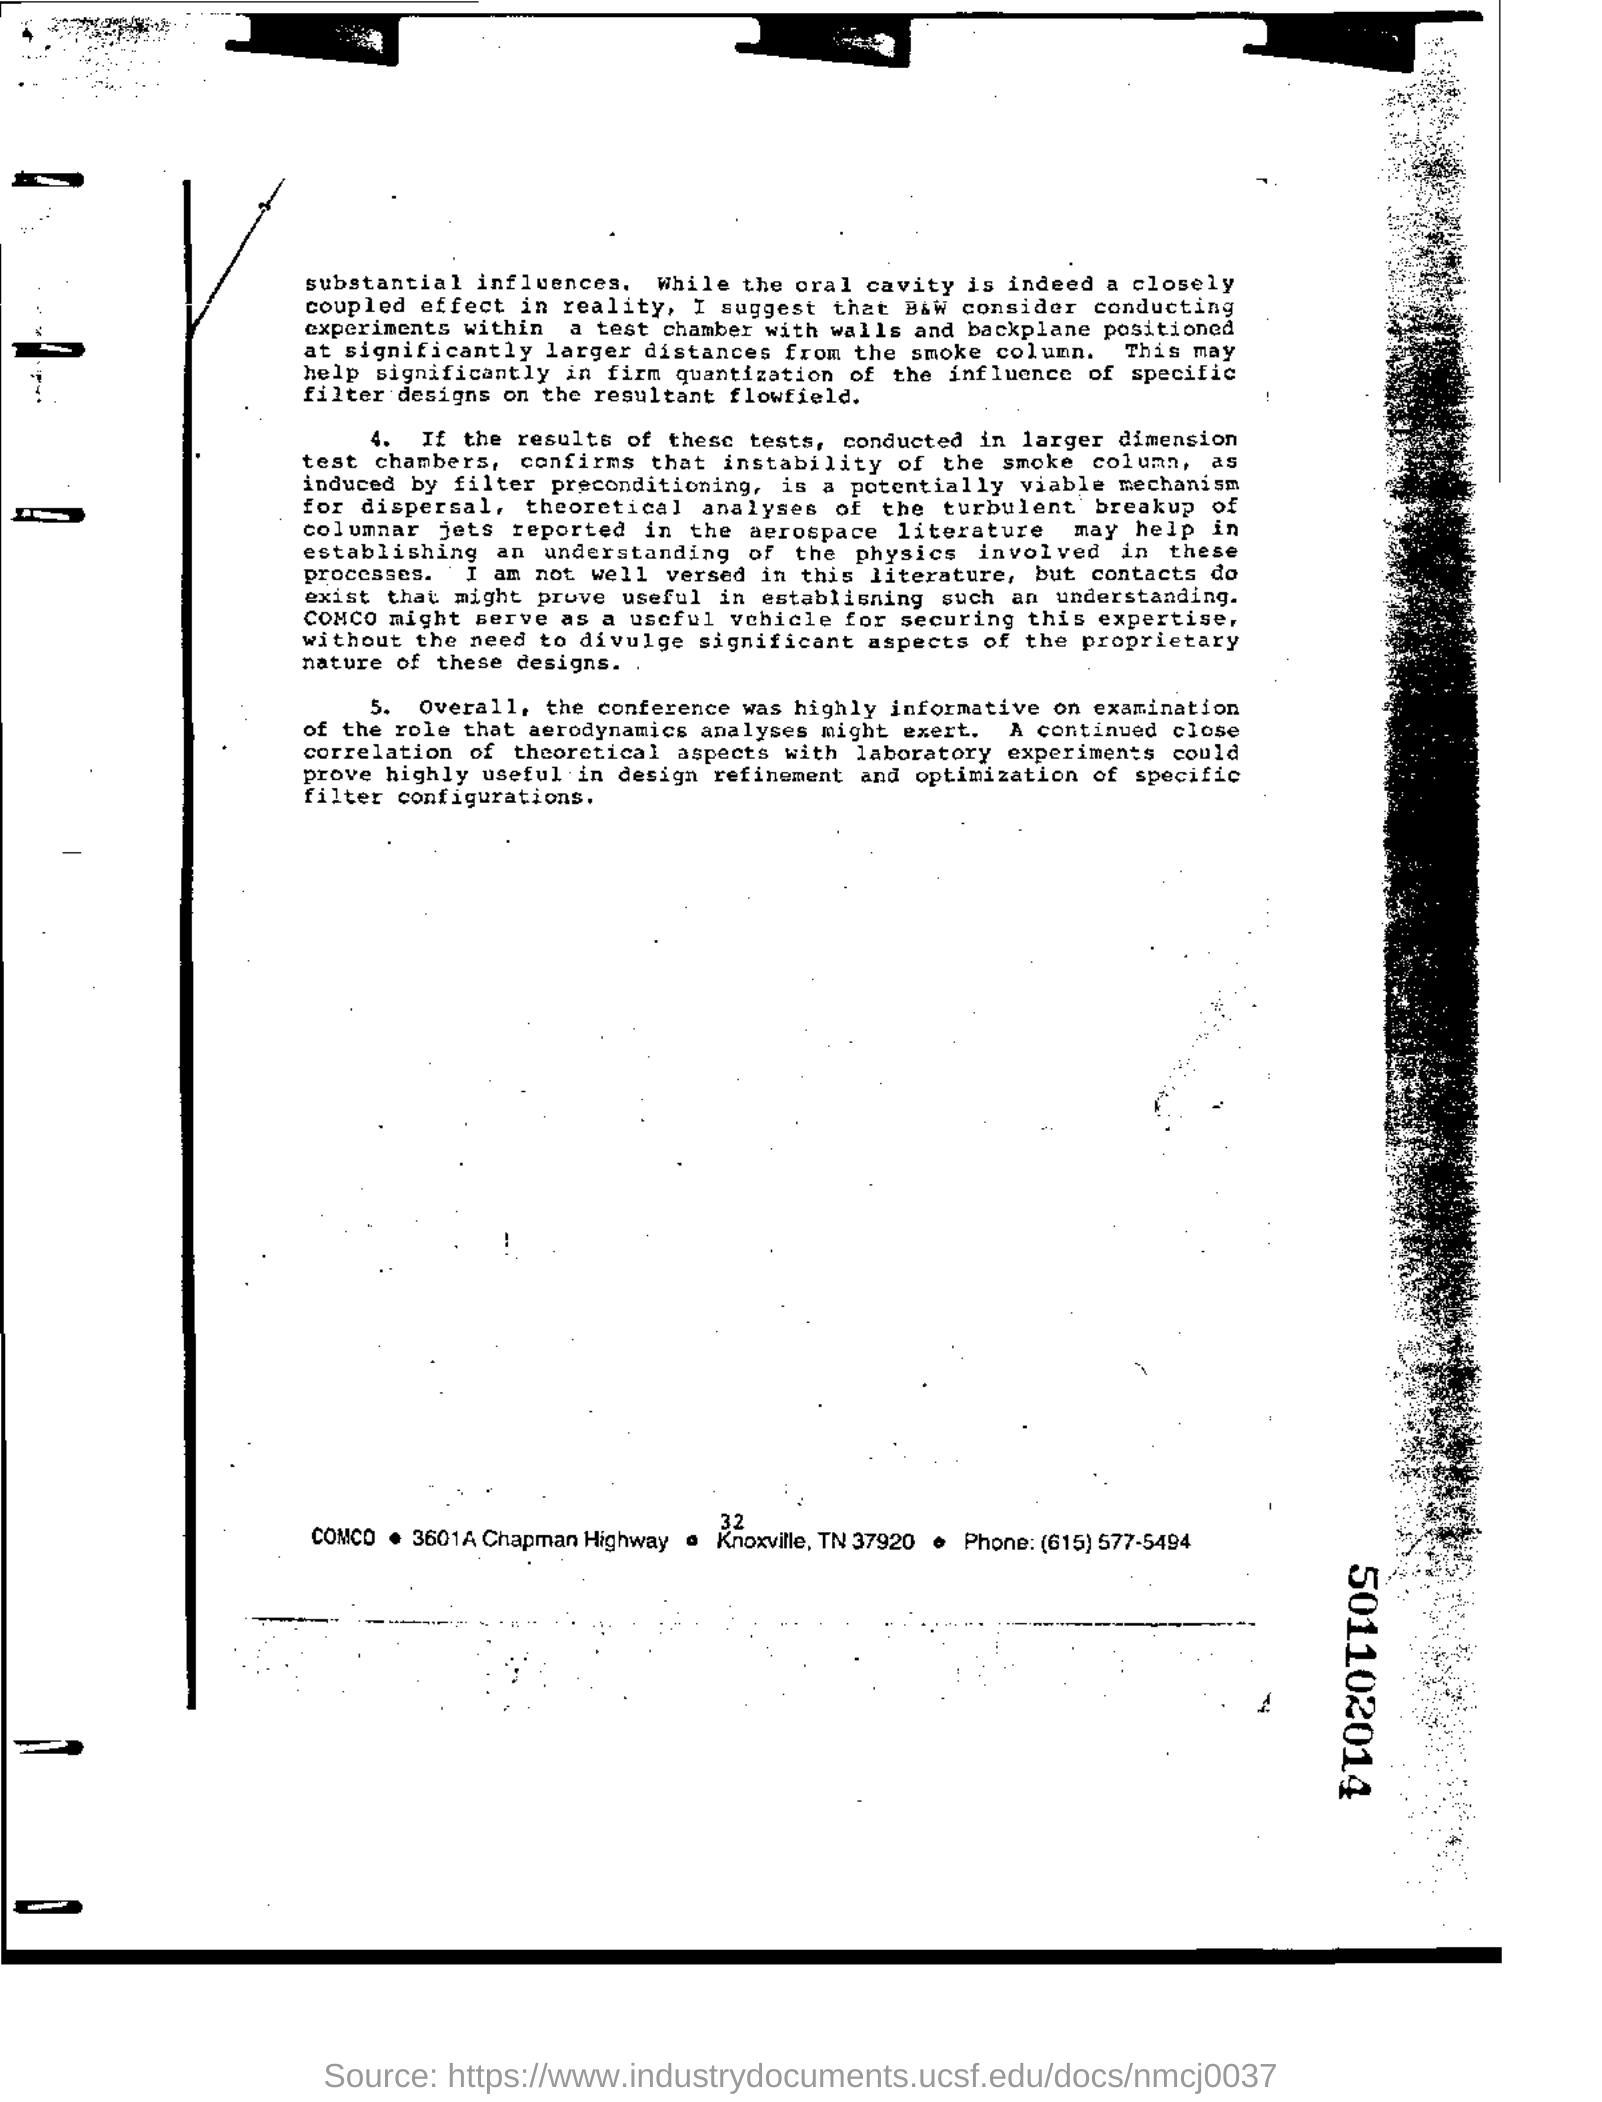 substantial influences. While the oral cavity is indeed a closely
coupled effect in reality, I suggest that B&W consider conducting
experiments within a test chamber with walls and backplane positioned
at significantly larger distances from the smoke column. This may
help significantly in firm quantization of the influence of specific
filter designs on the resultant flowfield.
4. If the results of these tests, conducted in larger dimension
test chambers, confirms that instability of the smoke column, as
induced by filter preconditioning, is a potentially viable mechanism
for dispersal, theoretical analyses of the turbulent breakup of
columnar jets reported in the aerospace literature may help in
establishing an understanding of the physics involved in these
processes. I am not well versed in this literature, but contacts do
exist that might prove useful in establisning such an understanding.
COMCO might serve as a useful vehicle for securing this expertise,
without the need to divulge significant aspects of the proprietary
nature of these designs.
5. Overall, the conference was highly informative on examination
of the role that aerodynamics analyses might exert. A continued close
correlation of theoretical aspects with laboratory experiments could
prove highly useful in design refinement and optimization of specific
filter configurations.
32
COMCO • 3601A Chapman Highway • Knoxville, TN 37920 • Phone: (615) 577-5494
501102014
Source: https://www.industrydocuments.ucsf.edu/docs/nmcj0037